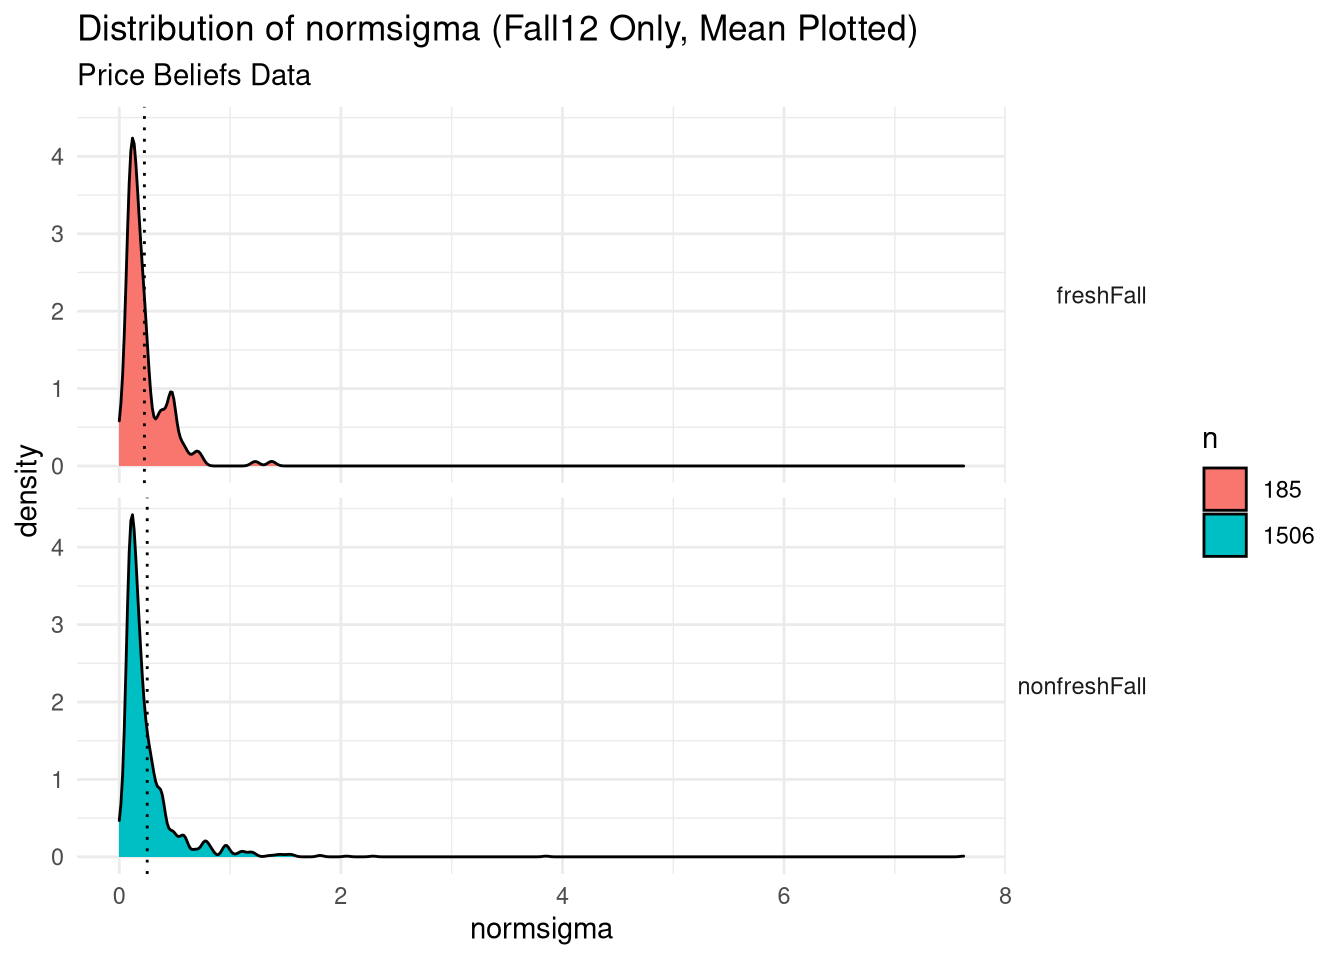 Distribution of normsigma (Fall12 Only, Mean Plotted)
Price Beliefs Data
4
3
2
1
0
freshFall
4
3
2
1
0
nonfreshFall
density
0 2 4 6 8
normsigma
n
185
1506